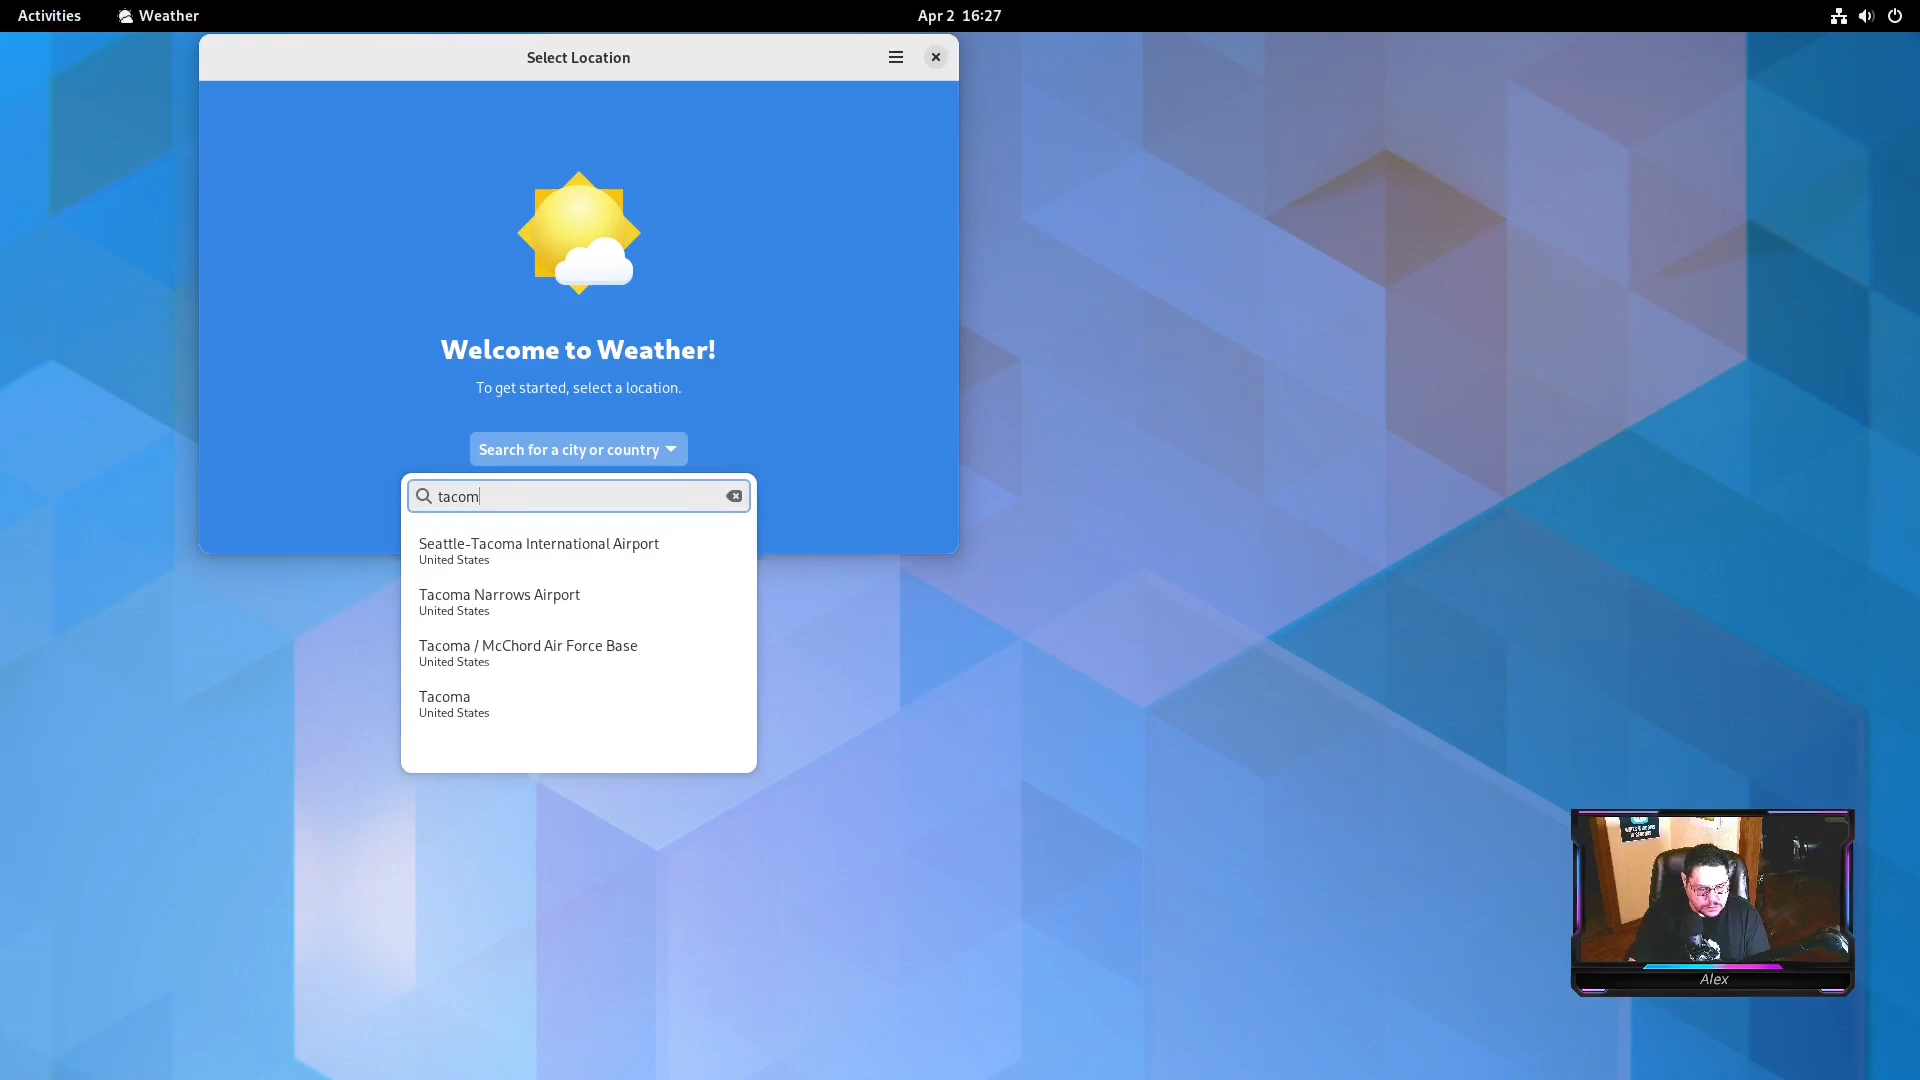 Activities
Weather
Apr 2 16:27
Select Location
Welcome to Weather!
To get started, select a location.
Search for a city or country
tacom
Seattle-Tacoma International Airport
United States
Tacoma Narrows Airport
United States
Tacoma / McChord Air Force Base
United States
Tacoma
United States
Alex